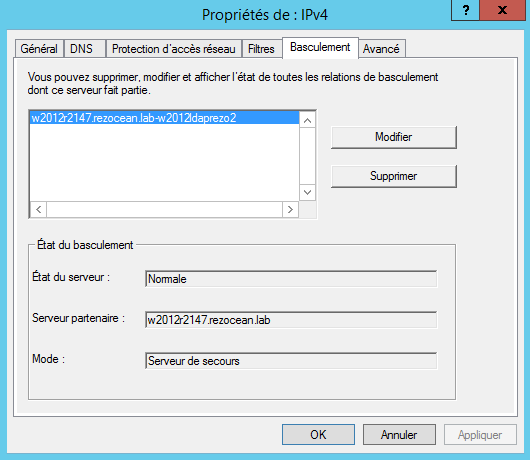 Propriétés de : IPv4
?
X
Général
DNS
Protection d'accès réseau
Filtres
Basculement
Avancé
Vous pouvez supprimer, modifier et afficher l'état de toutes les relations de basculement
dont ce serveur fait partie.
w2012r2147.rezocean.lab-w2012ldaprezo2
Modifier
Supprimer
État du basculement
État du serveur :
Normale
Serveur partenaire :
w2012r2147.rezocean.lab
Mode :
Serveur de secours
OK
Annuler
Appliquer